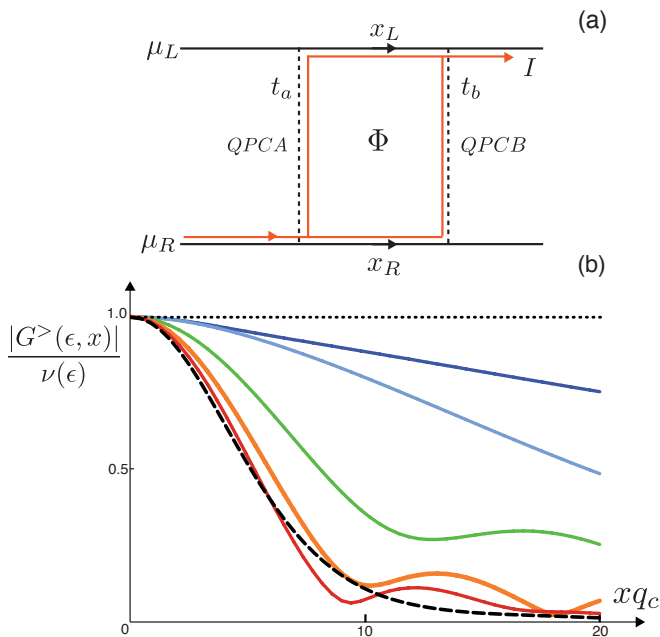 (a)
μ_L x_L
I
t_a t_b
QPCA Φ QPCB
μ_R x_R
(b)
1.0
|G^>(ϵ, x)|
ν(ϵ)
0.5
xq_c
0 10 20